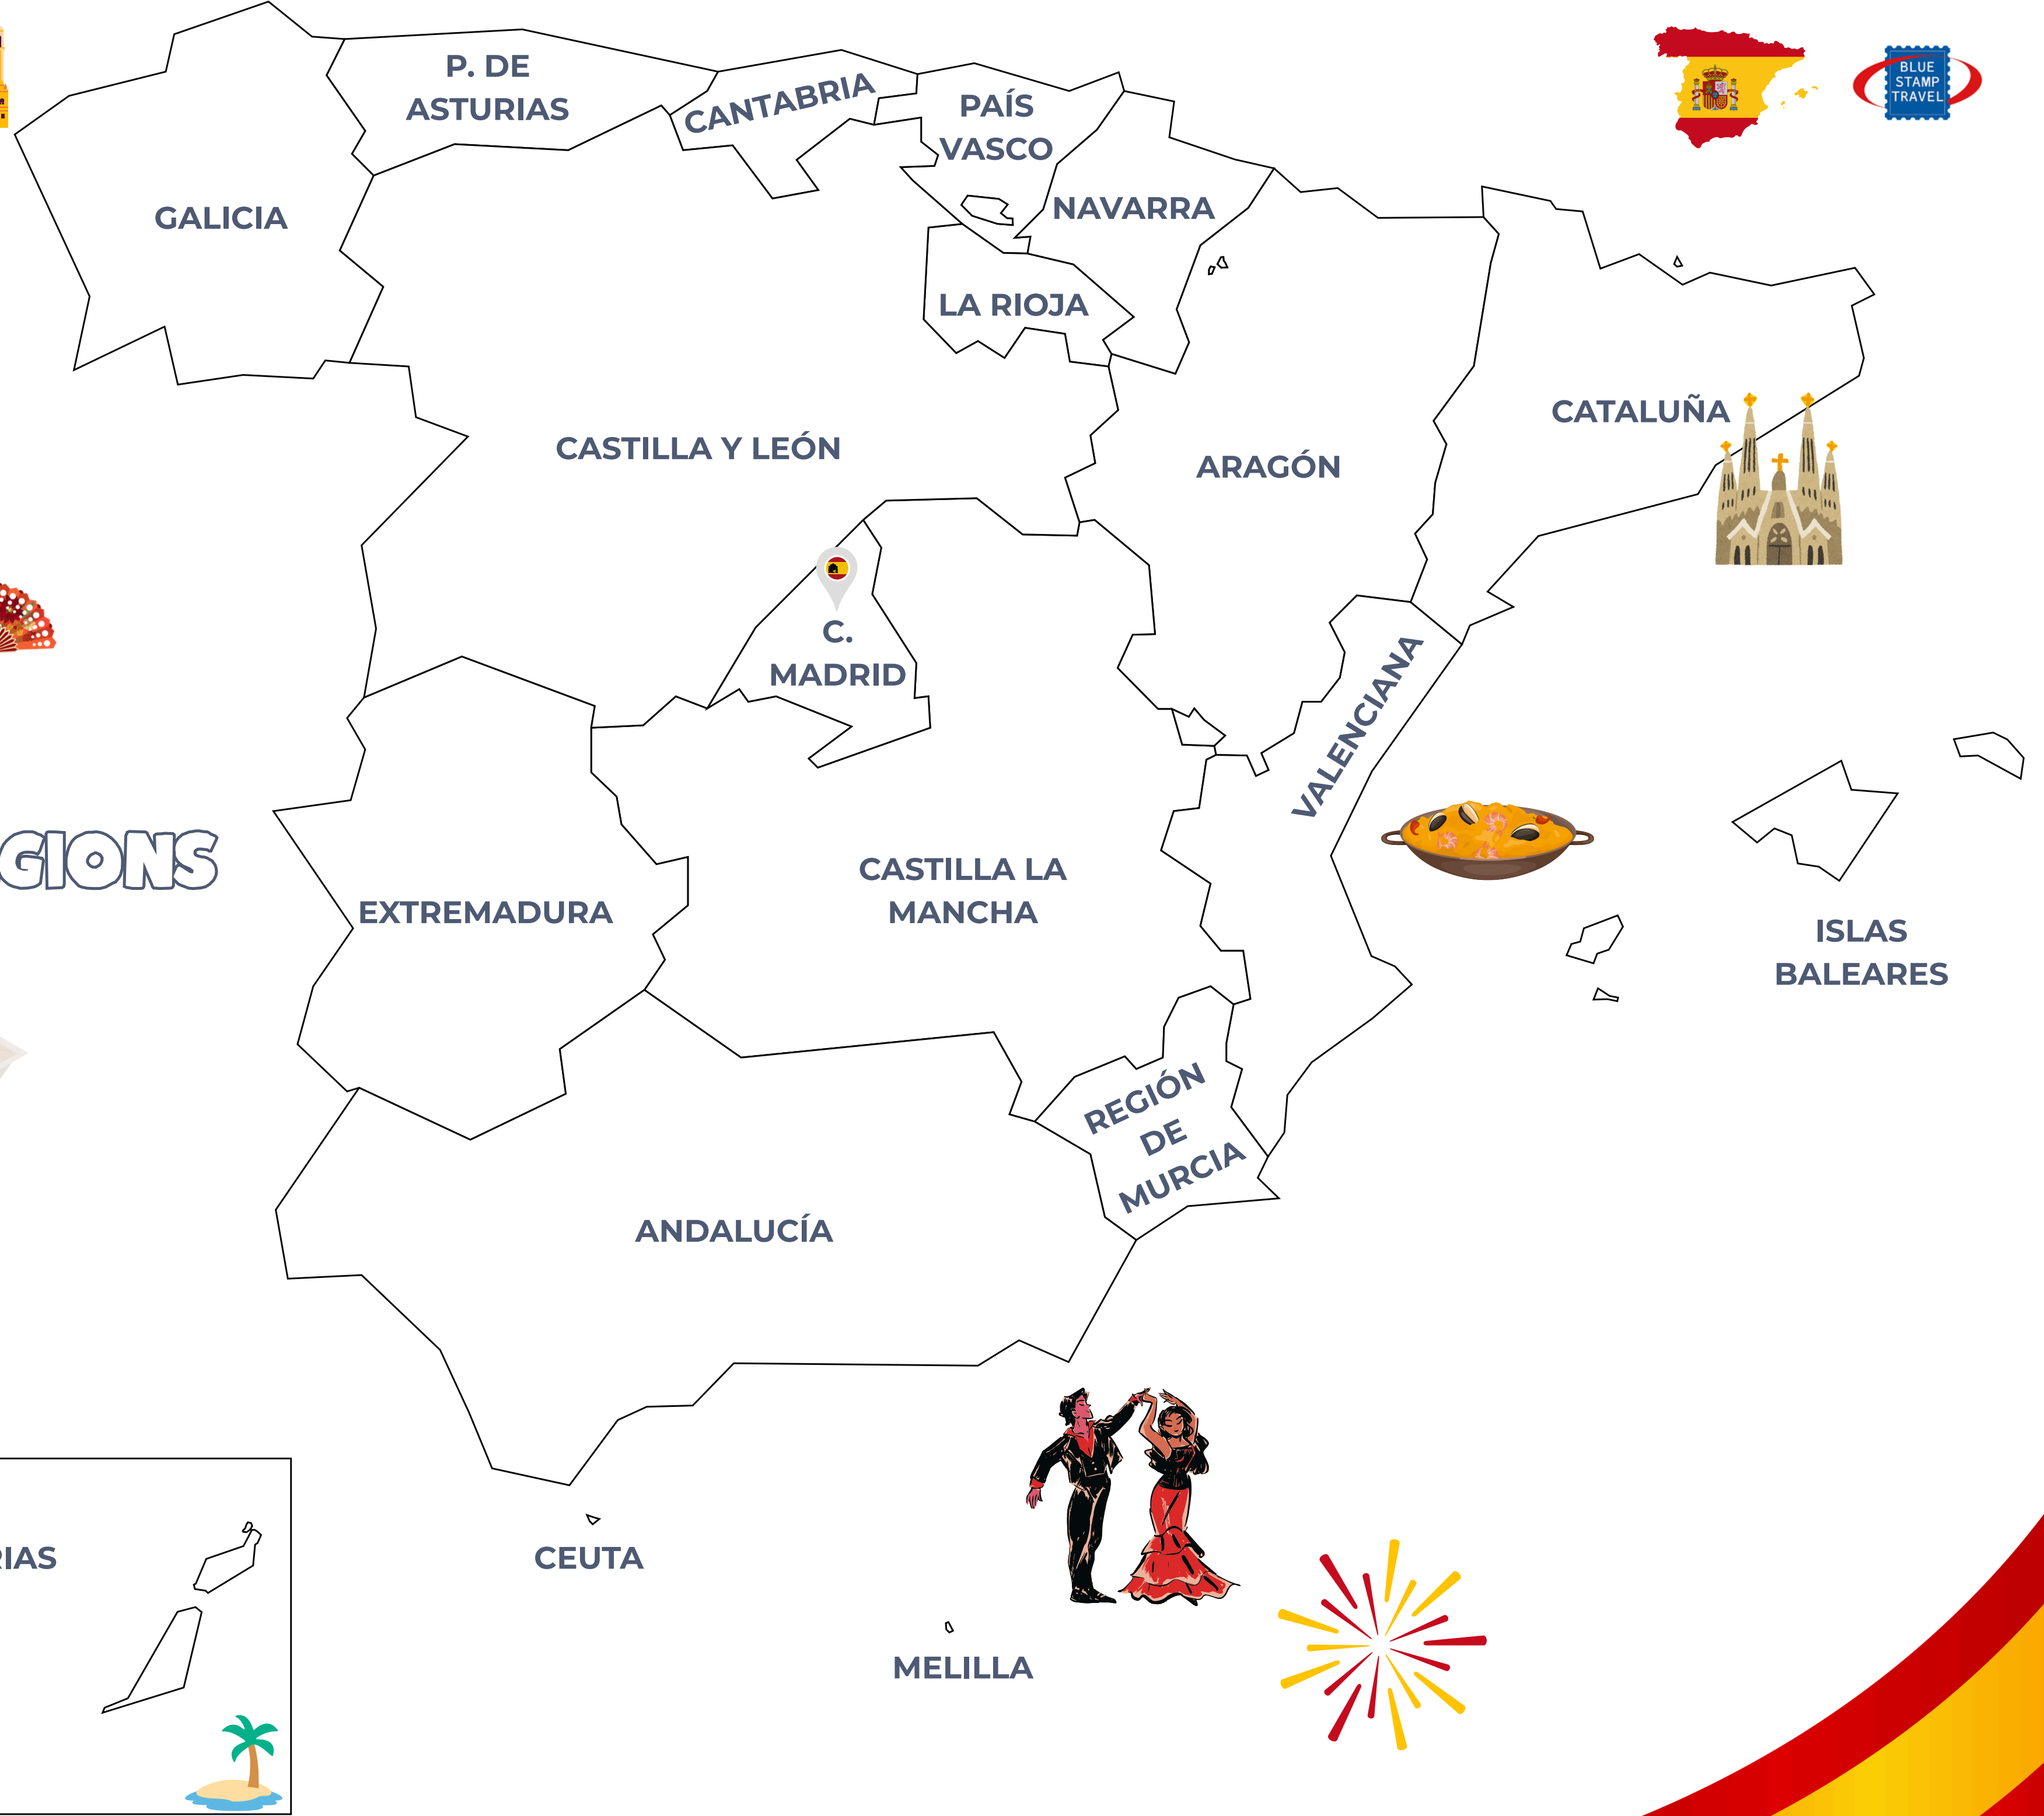 BLUE
STAMP
TRAVEL
P. DE
ASTURIAS
CANTABRIA
PAÍS
VASCO
GALICIA
NAVARRA
LA RIOJA
CATALUÑA
CASTILLA Y LEÓN
ARAGÓN
C.
MADRID
VALENCIANA
GIONS
CASTILLA LA
MANCHA
EXTREMADURA
ISLAS
BALEARES
REGIÓN
DE
MURCIA
ANDALUCÍA
RIAS
CEUTA
MELILLA